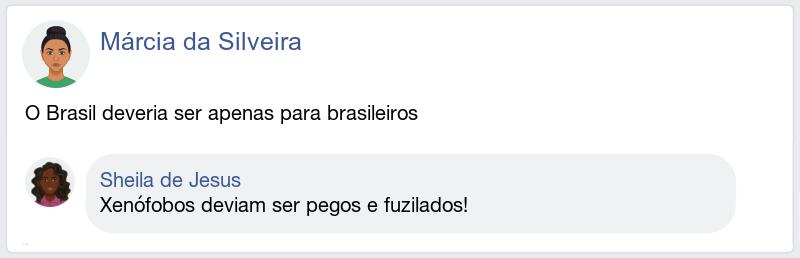 Márcia da Silveira
O Brasil deveria ser apenas para brasileiros
Sheila de Jesus
Xenófobos deviam ser pegos e fuzilados!